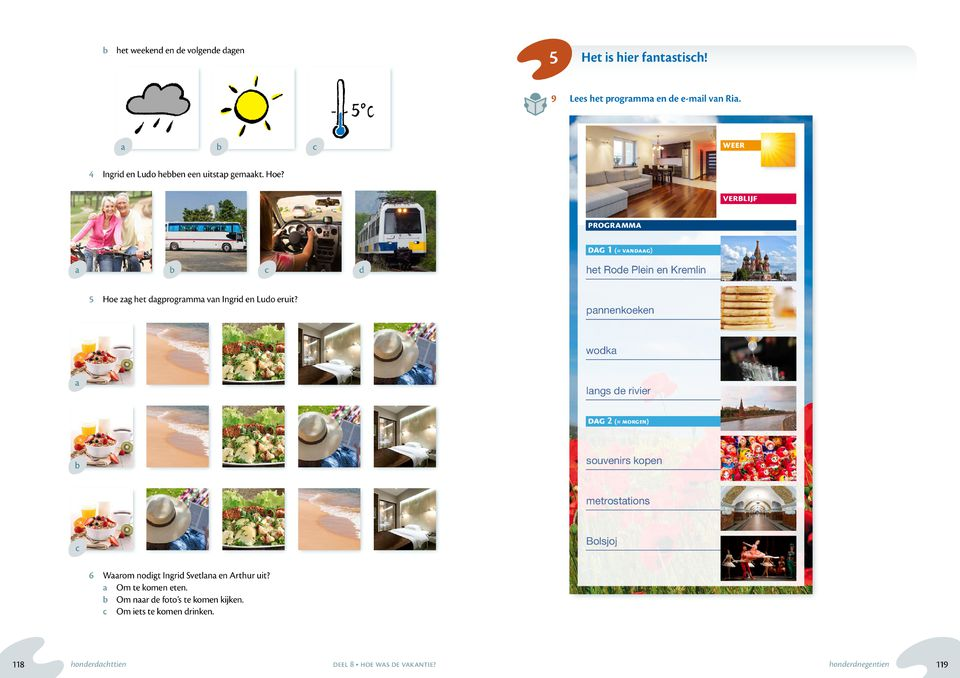 b het weekend en de volgende dagen
5°C
a b c
4 Ingrid en Ludo hebben een uitstap gemaakt. Hoe?
a b c d
5 Hoe zag het dagprogramma van Ingrid en Ludo eruit?
a
b
c
6 Waarom nodigt Ingrid Svetlana en Arthur uit?
a Om te komen eten.
b Om naar de foto's te komen kijken.
c Om iets te komen drinken.
118 honderdachttien DEEL 8 • HOE WAS DE VAKANTIE?
5 Het is hier fantastisch!
9 Lees het programma en de e-mail van Ria.
WEER
VERBLIJF
PROGRAMMA
DAG 1 (= VANDAAG)
het Rode Plein en Kremlin
pannenkoeken
wodka
langs de rivier
DAG 2 (= MORGEN)
souvenirs kopen
metrostations
Bolsjoj
honderdnegentien 119